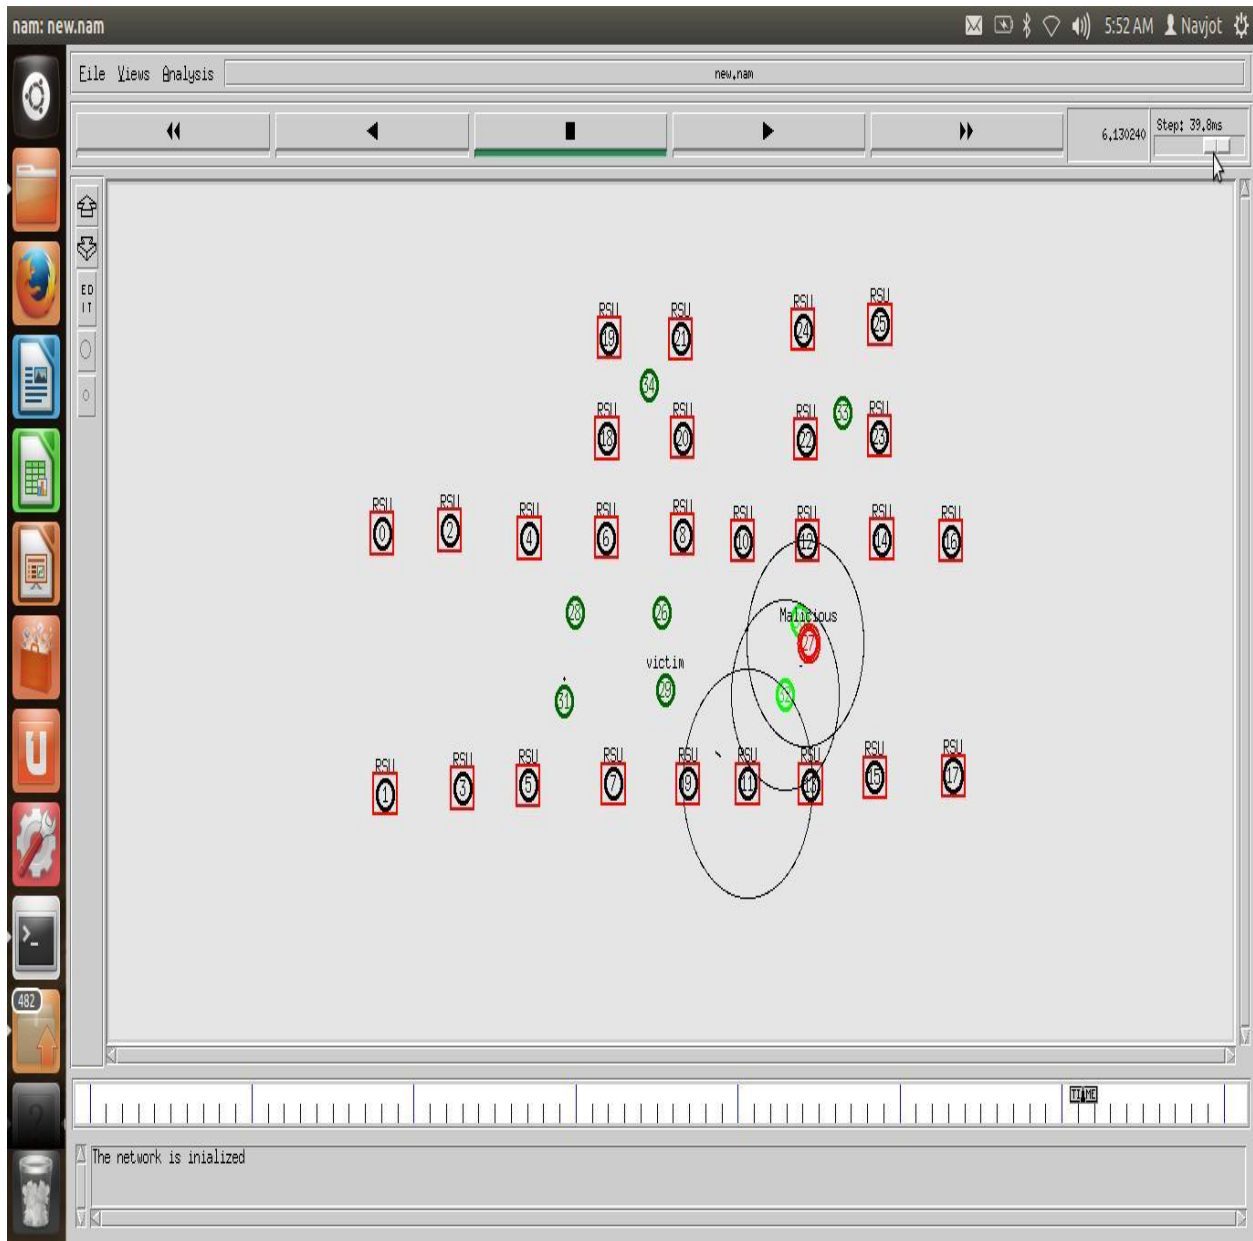 nam: new.nam
5:52 AM Navjot
File Views Analysis
new.nam
6.130240
Step: 39.8ms
ED
IT
RSU RSU RSU RSU
19 21 24 25
34
33
RSU RSU RSU RSU
18 20 22 23
RSU RSU RSU RSU RSU RSU RSU RSU RSU
0 2 4 6 8 10 12 14 16
28 26
Malicious
27
victim
31 29 32
RSU RSU RSU RSU RSU RSU RSU RSU RSU
1 3 5 7 9 11 13 15 17
482
TIME
The network is inialized